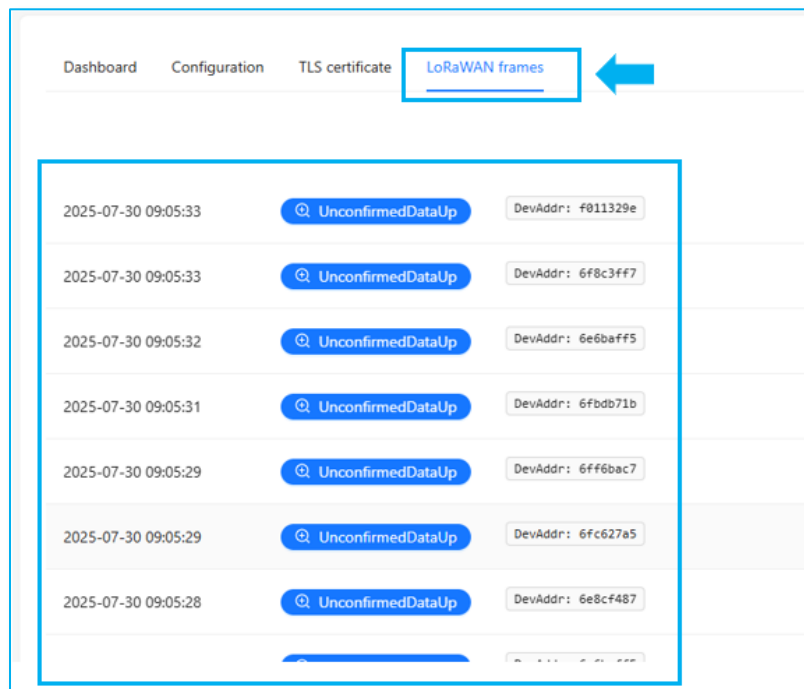 Dashboard Configuration TLS certificate LoRaWAN frames
2025-07-30 09:05:33 UnconfirmedDataUp DevAddr: f011329e
2025-07-30 09:05:33 UnconfirmedDataUp DevAddr: 6f8c3ff7
2025-07-30 09:05:32 UnconfirmedDataUp DevAddr: 6e6baff5
2025-07-30 09:05:31 UnconfirmedDataUp DevAddr: 6fbdb71b
2025-07-30 09:05:29 UnconfirmedDataUp DevAddr: 6ff6bac7
2025-07-30 09:05:29 UnconfirmedDataUp DevAddr: 6fc627a5
2025-07-30 09:05:28 UnconfirmedDataUp DevAddr: 6e8cf487